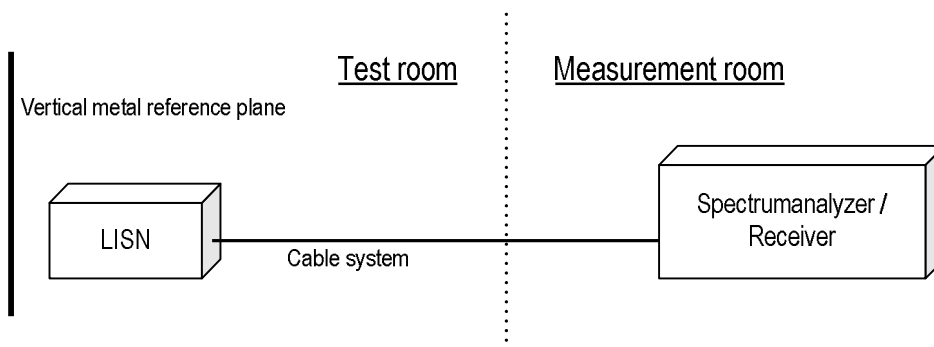 Test room
Measurement room
Vertical metal reference plane
LISN
Cable system
Spectrumanalyzer /
Receiver